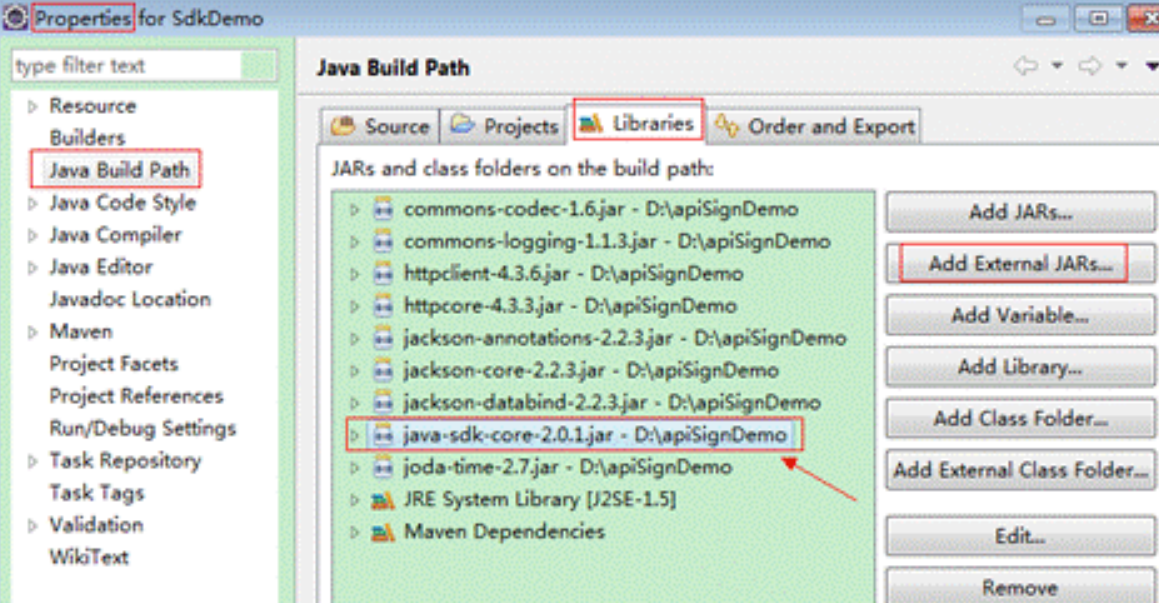 Properties for SdkDemo
type filter text
Resource
Builders
Java Build Path
Java Code Style
Java Compiler
Java Editor
Javadoc Location
Maven
Project Facets
Project References
Run/Debug Settings
Task Repository
Task Tags
Validation
WikiText
Java Build Path
Source
Projects
Libraries
Order and Export
JARs and class folders on the build path:
commons-codec-1.6.jar - D:\apiSignDemo
commons-logging-1.1.3.jar - D:\apiSignDemo
httpclient-4.3.6.jar - D:\apiSignDemo
httpcore-4.3.3.jar - D:\apiSignDemo
jackson-annotations-2.2.3.jar - D:\apiSignDemo
jackson-core-2.2.3.jar - D:\apiSignDemo
jackson-databind-2.2.3.jar - D:\apiSignDemo
java-sdk-core-2.0.1.jar - D:\apiSignDemo
joda-time-2.7.jar - D:\apiSignDemo
JRE System Library [J2SE-1.5]
Maven Dependencies
Add JARs...
Add External JARs...
Add Variable...
Add Library...
Add Class Folder...
Add External Class Folder...
Edit...
Remove